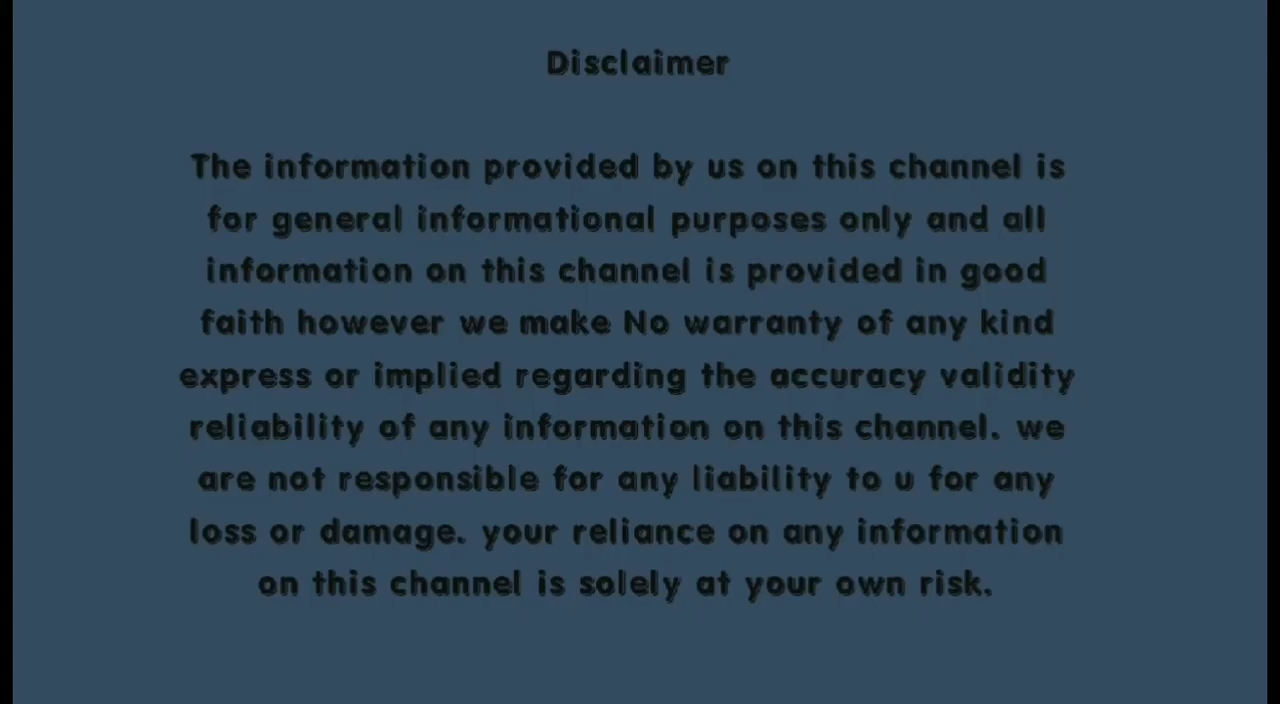 Disclaimer
The information provided by us on this channel is
for general informational purposes only and all
information on this channel is provided in good
faith however we make No warranty of any kind
express or implied regarding the accuracy validity
reliability of any information on this channel. we
are not responsible for any liability to u for any
loss or damage. your reliance on any information
on this channel is solely at your own risk.